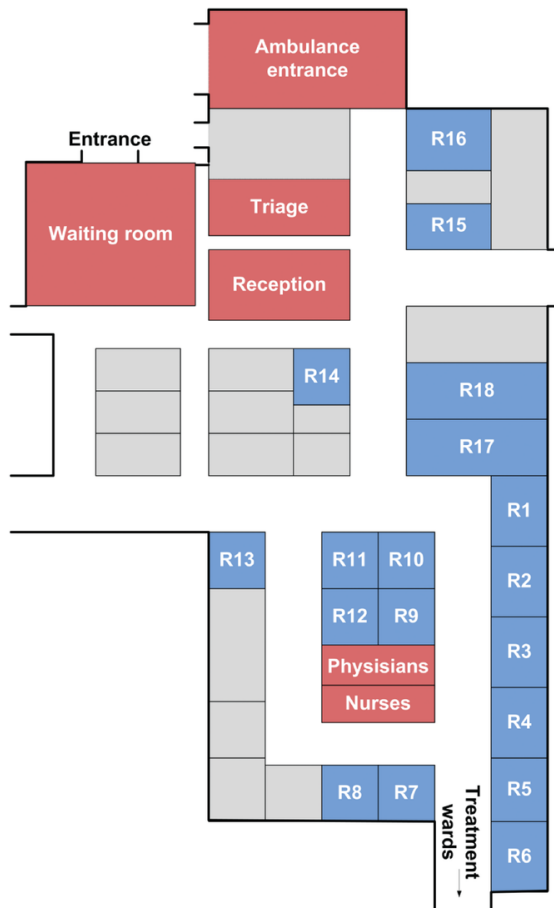 Ambulance
entrance
Entrance
R16
Triage
Waiting room
R15
Reception
R14
R18
R17
R1
R13
R11
R10
R2
R12
R9
R3
Physisians
Nurses
R4
R8
R7
R5
Treatment
wards
R6